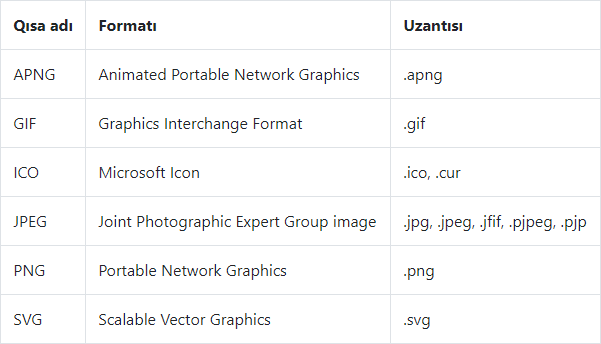 Qısa adı Formatı Uzantısı
APNG Animated Portable Network Graphics .apng
GIF Graphics Interchange Format .gif
ICO Microsoft Icon .ico, .cur
JPEG Joint Photographic Expert Group image .jpg, .jpeg, .jfif, .pjpeg, .pjp
PNG Portable Network Graphics .png
SVG Scalable Vector Graphics .svg